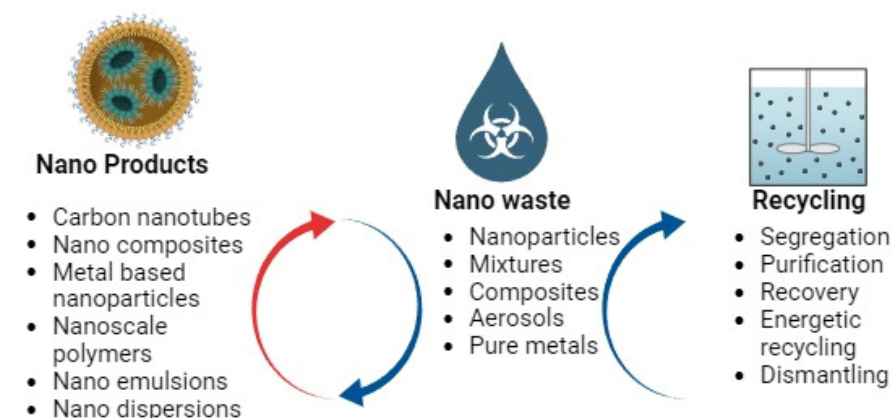 Nano Products
• Carbon nanotubes
• Nano composites
• Metal based
nanoparticles
• Nanoscale
polymers
• Nano emulsions
• Nano dispersions
Nano waste
• Nanoparticles
• Mixtures
• Composites
• Aerosols
• Pure metals
Recycling
• Segregation
• Purification
• Recovery
• Energetic
recycling
• Dismantling